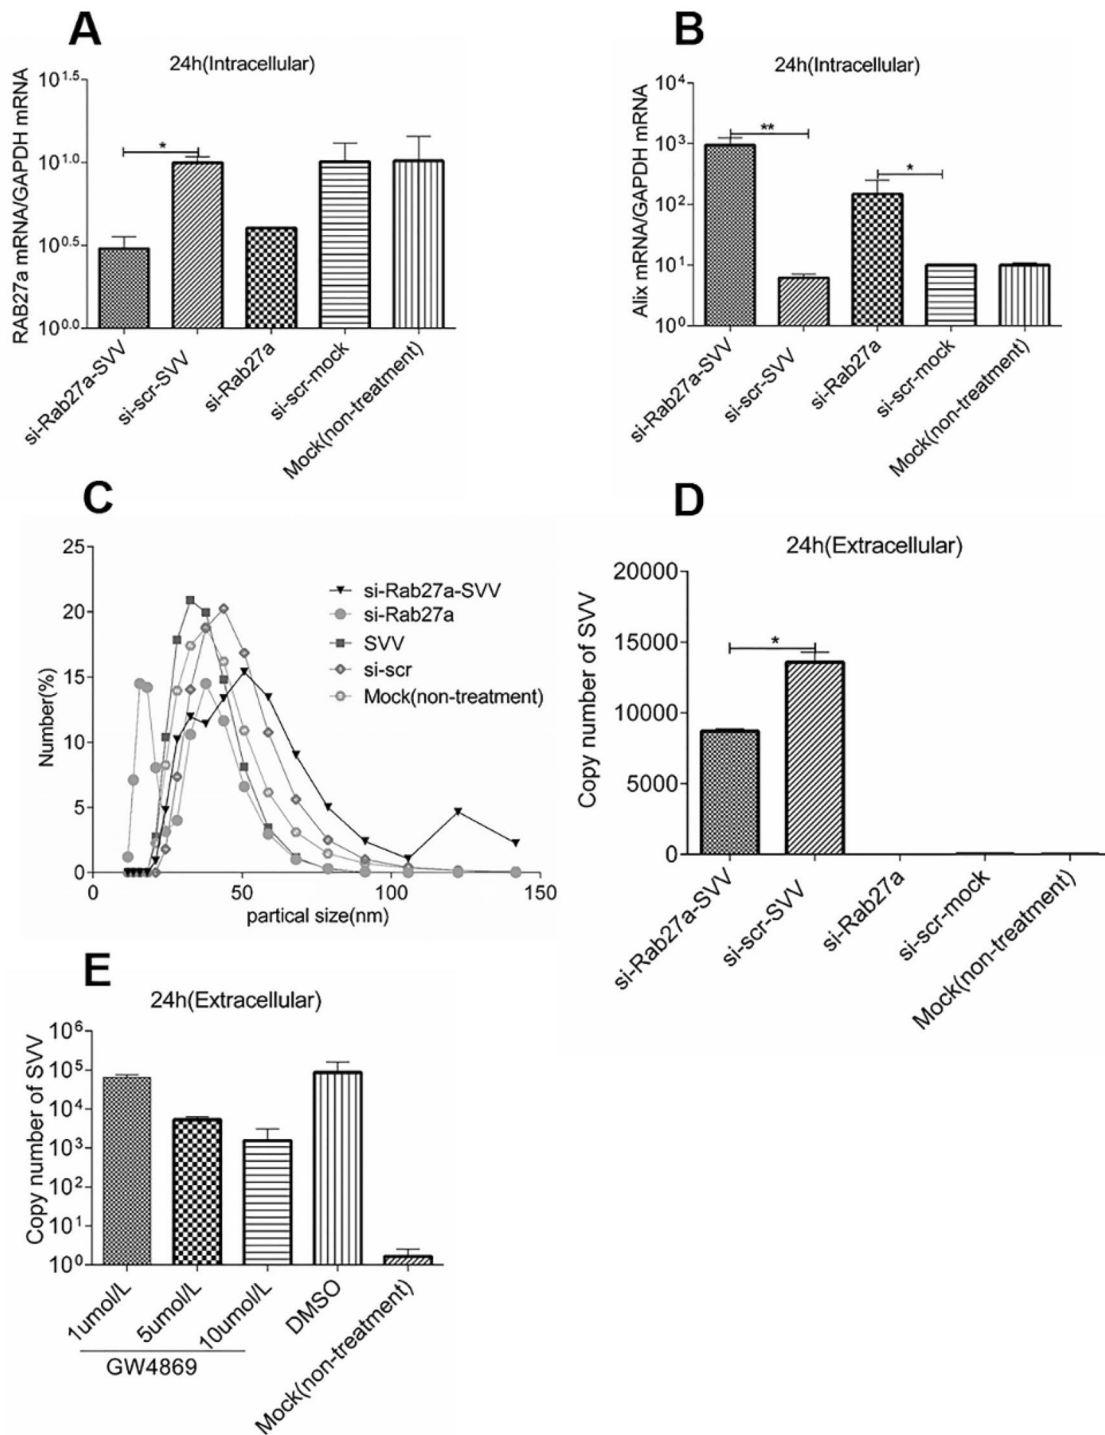 A
24h(Intracellular)
RAB27a mRNA/GAPDH mRNA
10^1.5
10^1.0
10^0.5
10^0.0
*
si-Rab27a-SVV
si-scr-SVV
si-Rab27a
si-scr-mock
Mock(non-treatment)
B
24h(Intracellular)
Alix mRNA/GAPDH mRNA
10^4
10^3
10^2
10^1
10^0
**
*
si-Rab27a-SVV
si-scr-SVV
si-Rab27a
si-scr-mock
Mock(non-treatment)
C
Number(%)
25
20
15
10
5
0
0
50
100
150
partical size(nm)
si-Rab27a-SVV
si-Rab27a
SVV
si-scr
Mock(non-treatment)
D
24h(Extracellular)
Copy number of SVV
20000
15000
10000
5000
0
*
si-Rab27a-SVV
si-scr-SVV
si-Rab27a
si-scr-mock
Mock(non-treatment)
E
24h(Extracellular)
Copy number of SVV
10^6
10^5
10^4
10^3
10^2
10^1
10^0
1umol/L
5umol/L
10umol/L
DMSO
Mock(non-treatment)
GW4869